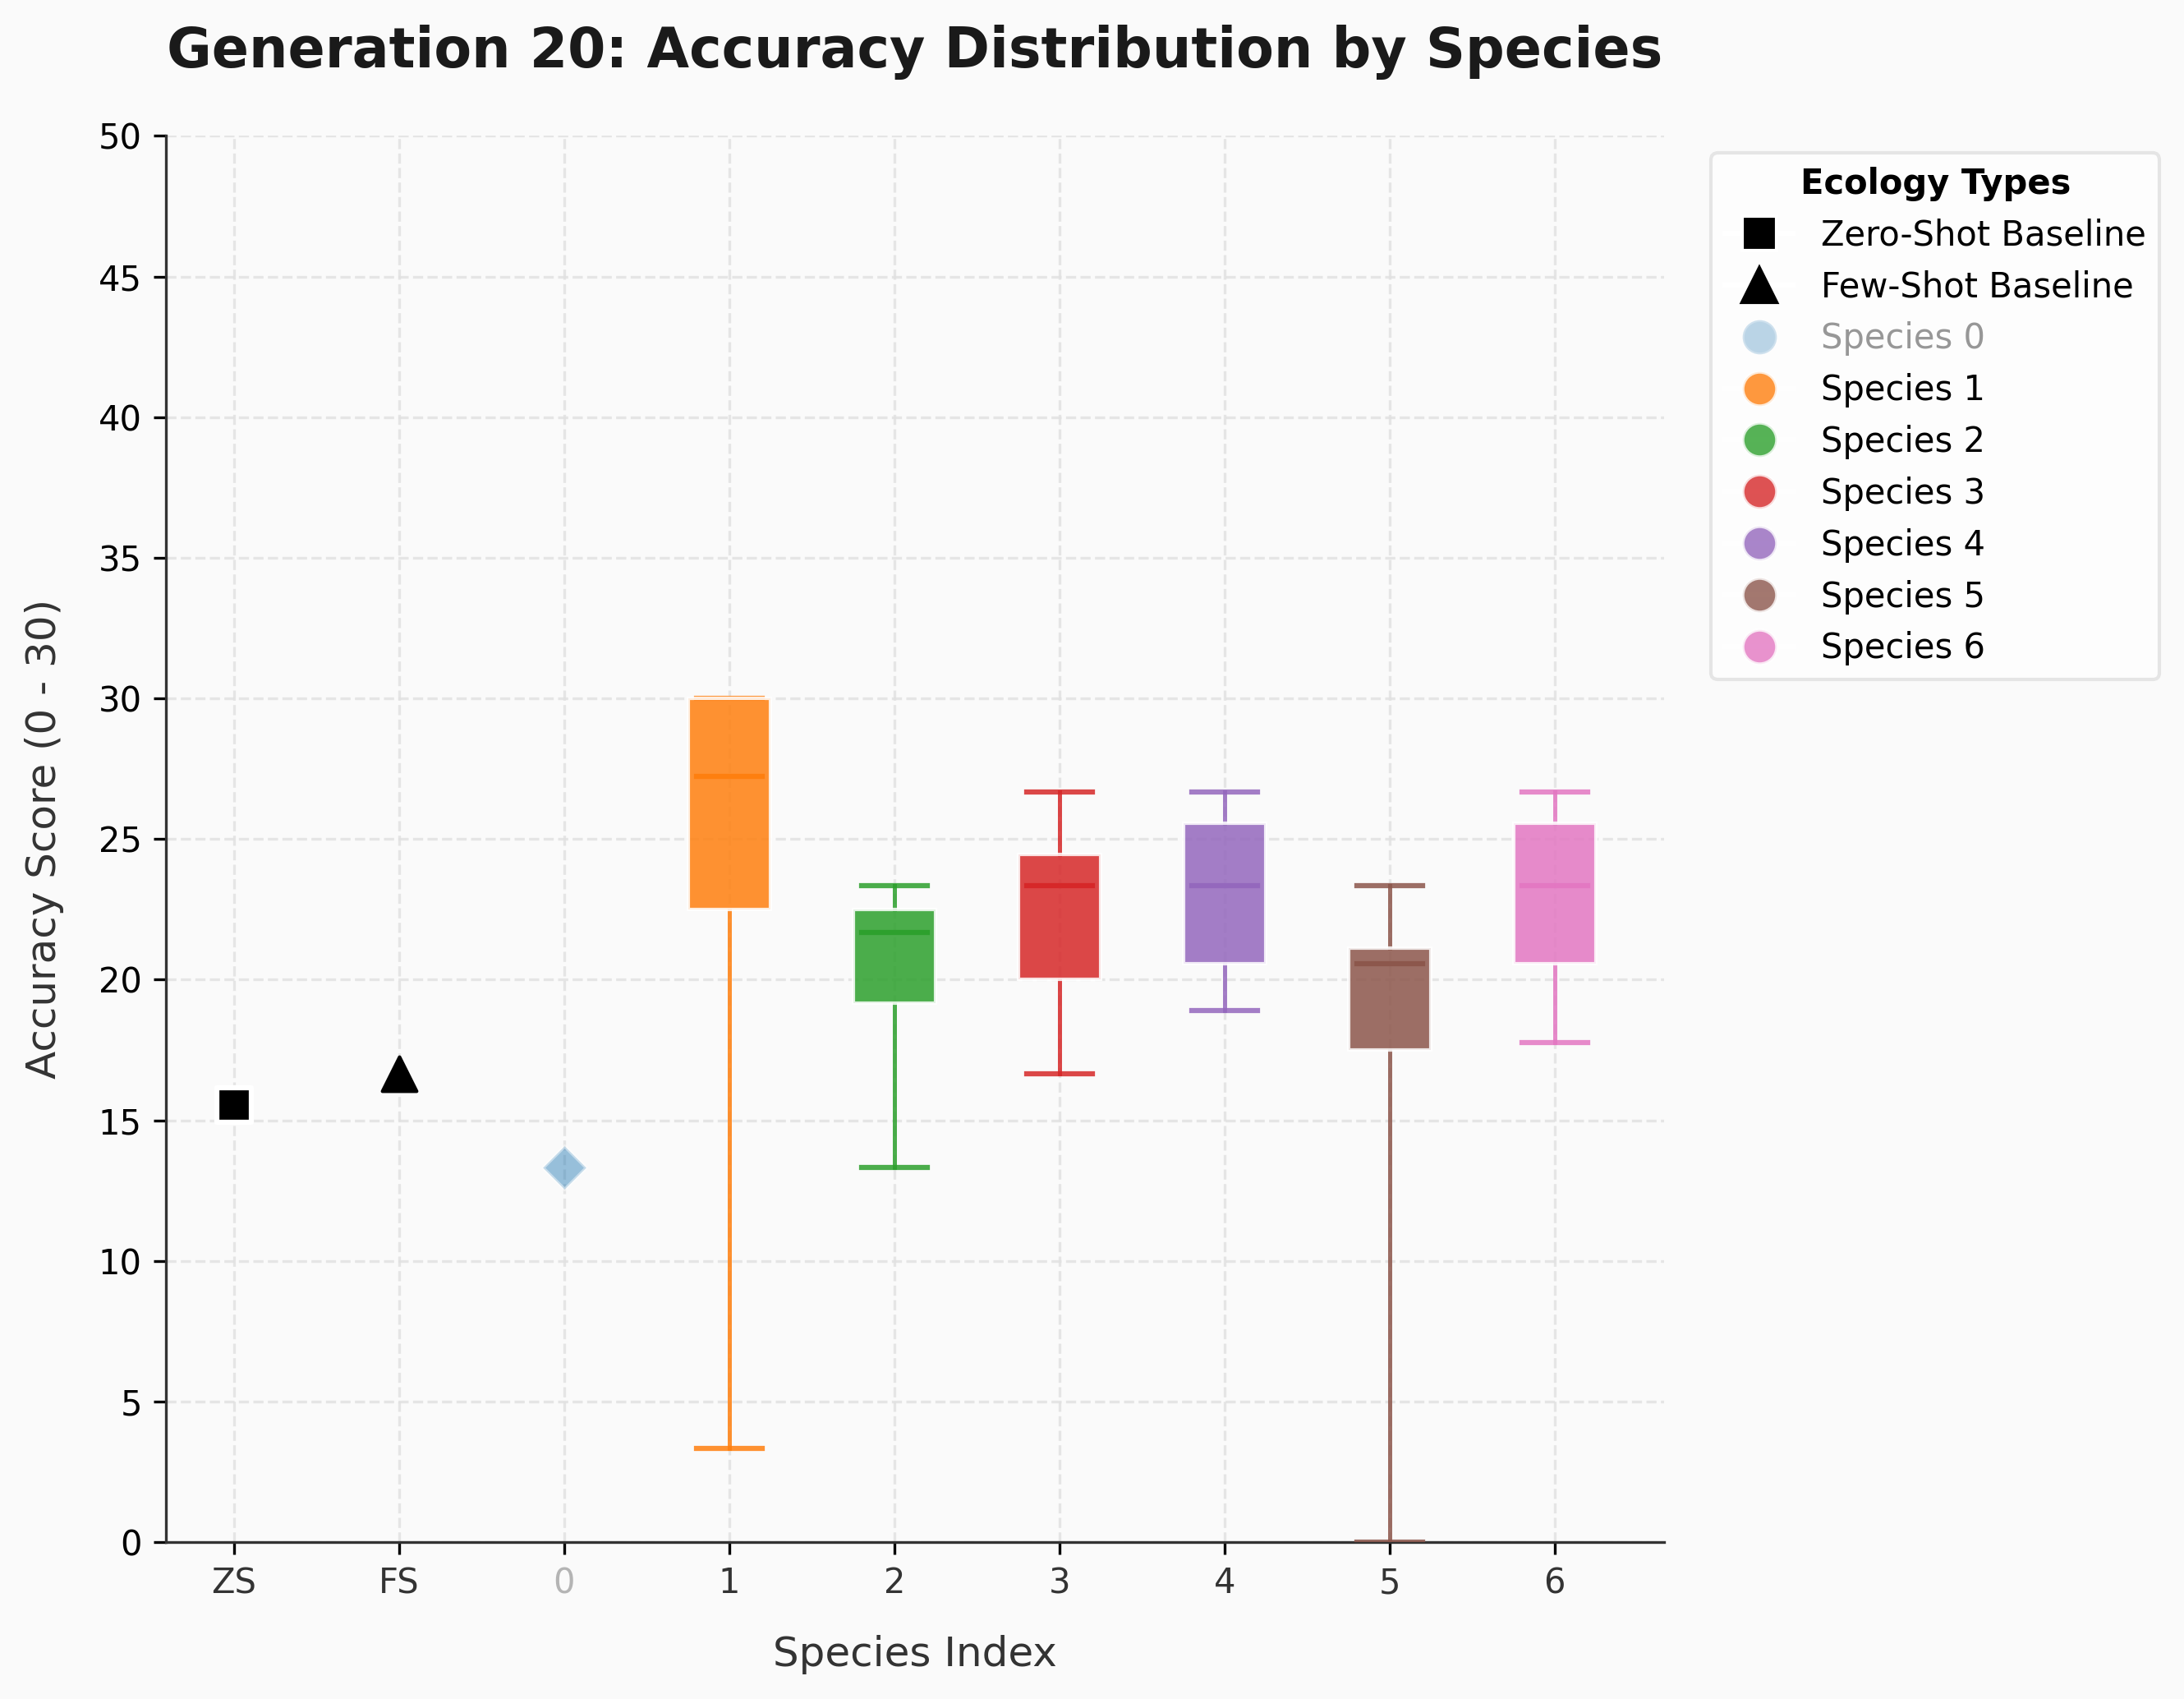 Generation 20: Accuracy Distribution by Species
50
45
40
35
30
25
20
15
10
5
0
Accuracy Score (0 - 30)
ZS FS 0 1 2 3 4 5 6
Species Index
Ecology Types
Zero-Shot Baseline
Few-Shot Baseline
Species 0
Species 1
Species 2
Species 3
Species 4
Species 5
Species 6